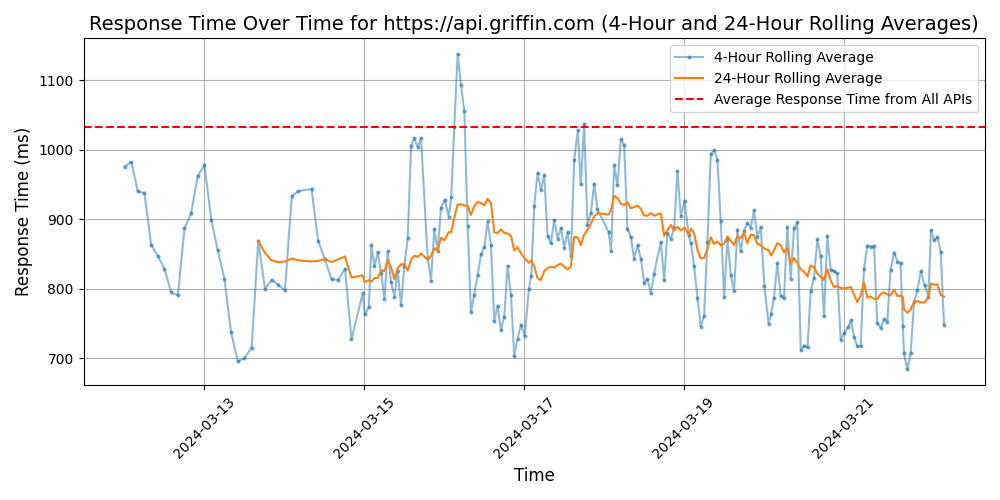 Response Time Over Time for https://api.griffin.com (4-Hour and 24-Hour Rolling Averages)
4-Hour Rolling Average
24-Hour Rolling Average
Average Response Time from All APIs
Response Time (ms)
1100
1000
900
800
700
2024-03-13
2024-03-15
2024-03-17
2024-03-19
2024-03-21
Time